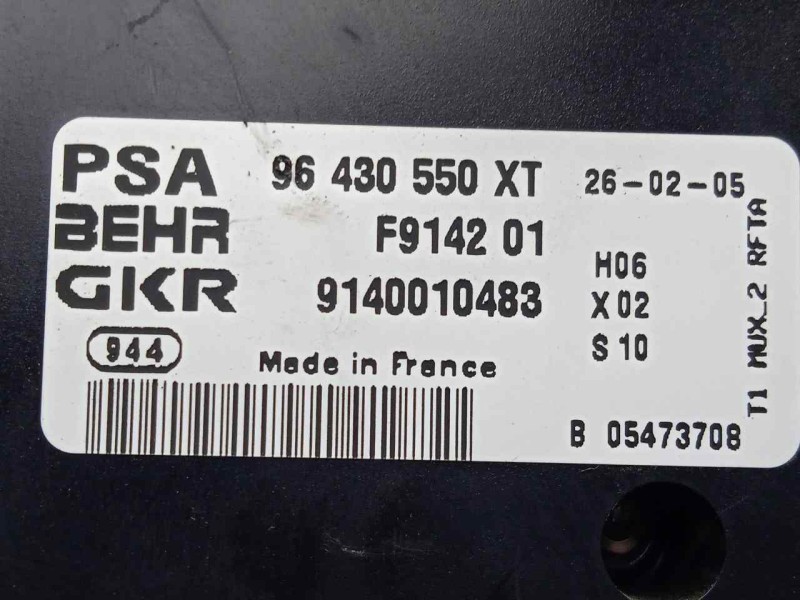 PSA 96 430 550 XT 26-02-05
BEHR F9142 01
GKR 9140010483
H06
X02
S 10
944
Made in France
B 05473708
T1 MUX_2 RFTA